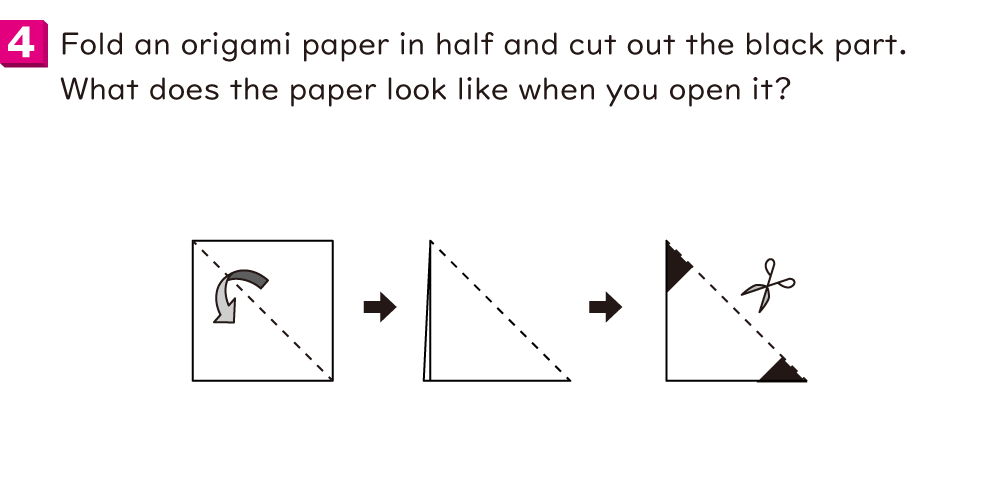 4 Fold an origami paper in half and cut out the black part.
What does the paper look like when you open it?